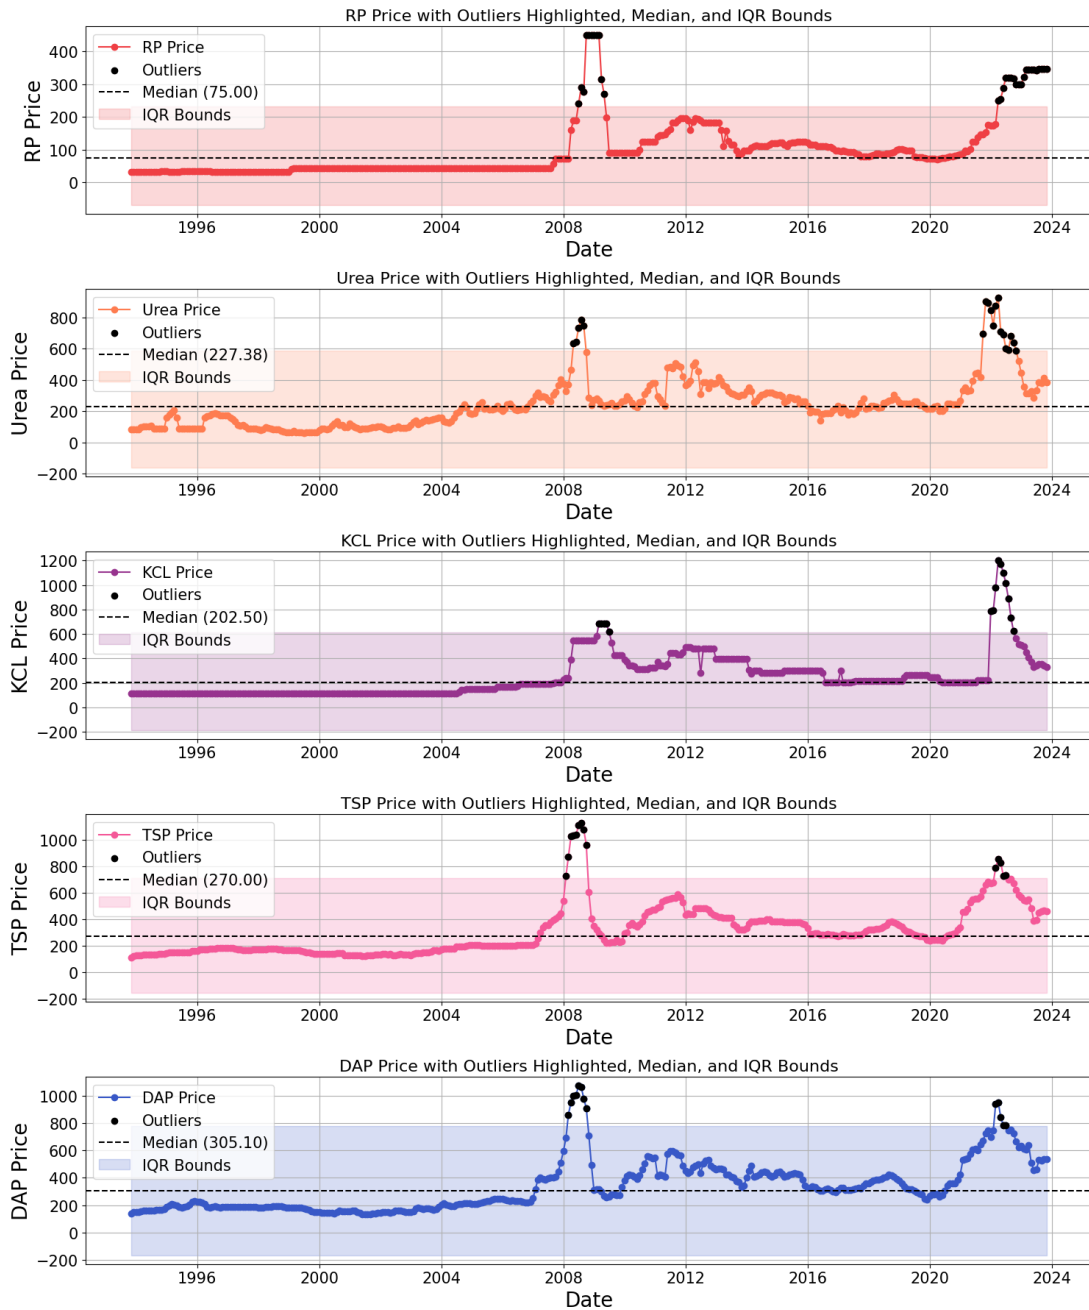 RP Price with Outliers Highlighted, Median, and IQR Bounds
RP Price
400
300
200
100
0
RP Price
Outliers
Median (75.00)
IQR Bounds
1996 2000 2004 2008 2012 2016 2020 2024
Date
Urea Price with Outliers Highlighted, Median, and IQR Bounds
Urea Price
800
600
400
200
0
−200
Urea Price
Outliers
Median (227.38)
IQR Bounds
1996 2000 2004 2008 2012 2016 2020 2024
Date
KCL Price with Outliers Highlighted, Median, and IQR Bounds
KCL Price
1200
1000
800
600
400
200
0
−200
KCL Price
Outliers
Median (202.50)
IQR Bounds
1996 2000 2004 2008 2012 2016 2020 2024
Date
TSP Price with Outliers Highlighted, Median, and IQR Bounds
TSP Price
1000
800
600
400
200
0
−200
TSP Price
Outliers
Median (270.00)
IQR Bounds
1996 2000 2004 2008 2012 2016 2020 2024
Date
DAP Price with Outliers Highlighted, Median, and IQR Bounds
DAP Price
1000
800
600
400
200
0
−200
DAP Price
Outliers
Median (305.10)
IQR Bounds
1996 2000 2004 2008 2012 2016 2020 2024
Date